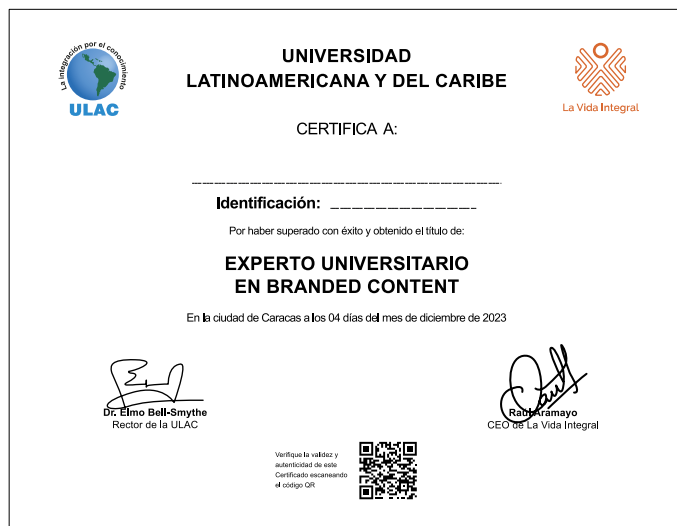 La integración por el conocimiento
ULAC
UNIVERSIDAD
LATINOAMERICANA Y DEL CARIBE
La Vida Integral
CERTIFICA A:
Identificación:
Por haber superado con éxito y obtenido el título de:
EXPERTO UNIVERSITARIO
EN BRANDED CONTENT
En la ciudad de Caracas a los 04 días del mes de diciembre de 2023
Dr. Elmo Bell-Smythe
Rector de la ULAC
Raul Aramayo
CEO de La Vida Integral
Verifique la validez y
autenticidad de este
Certificado escaneando
el código QR